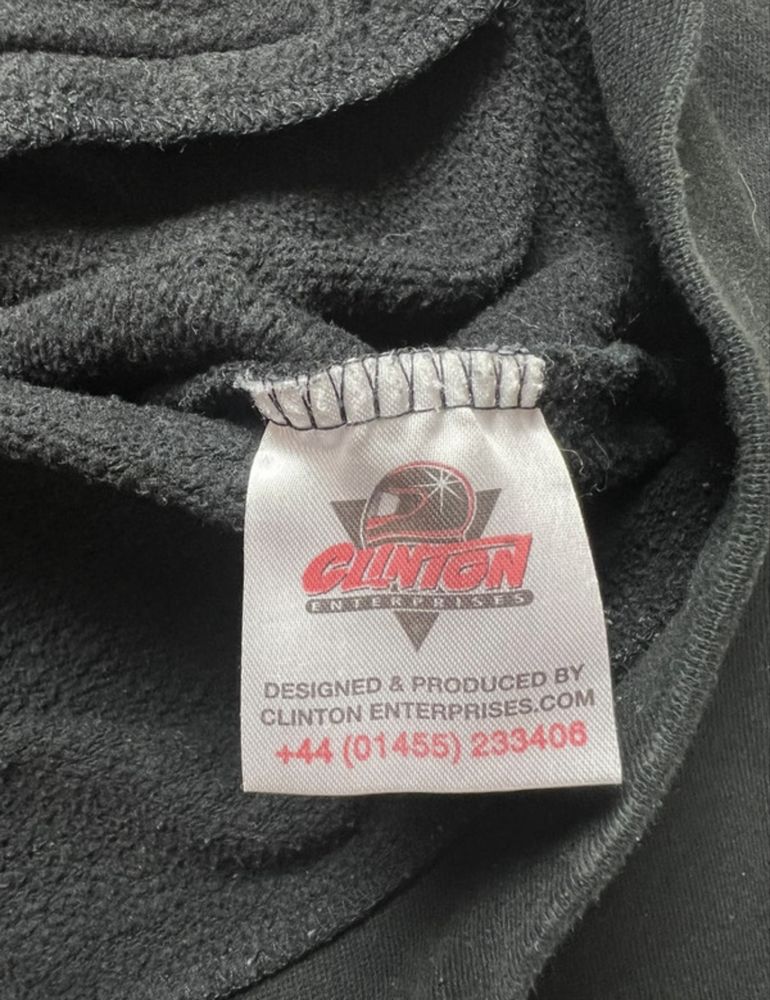 CLINTON
ENTERPRISES
DESIGNED & PRODUCED BY
CLINTON ENTERPRISES.COM
+44 (01455) 233406